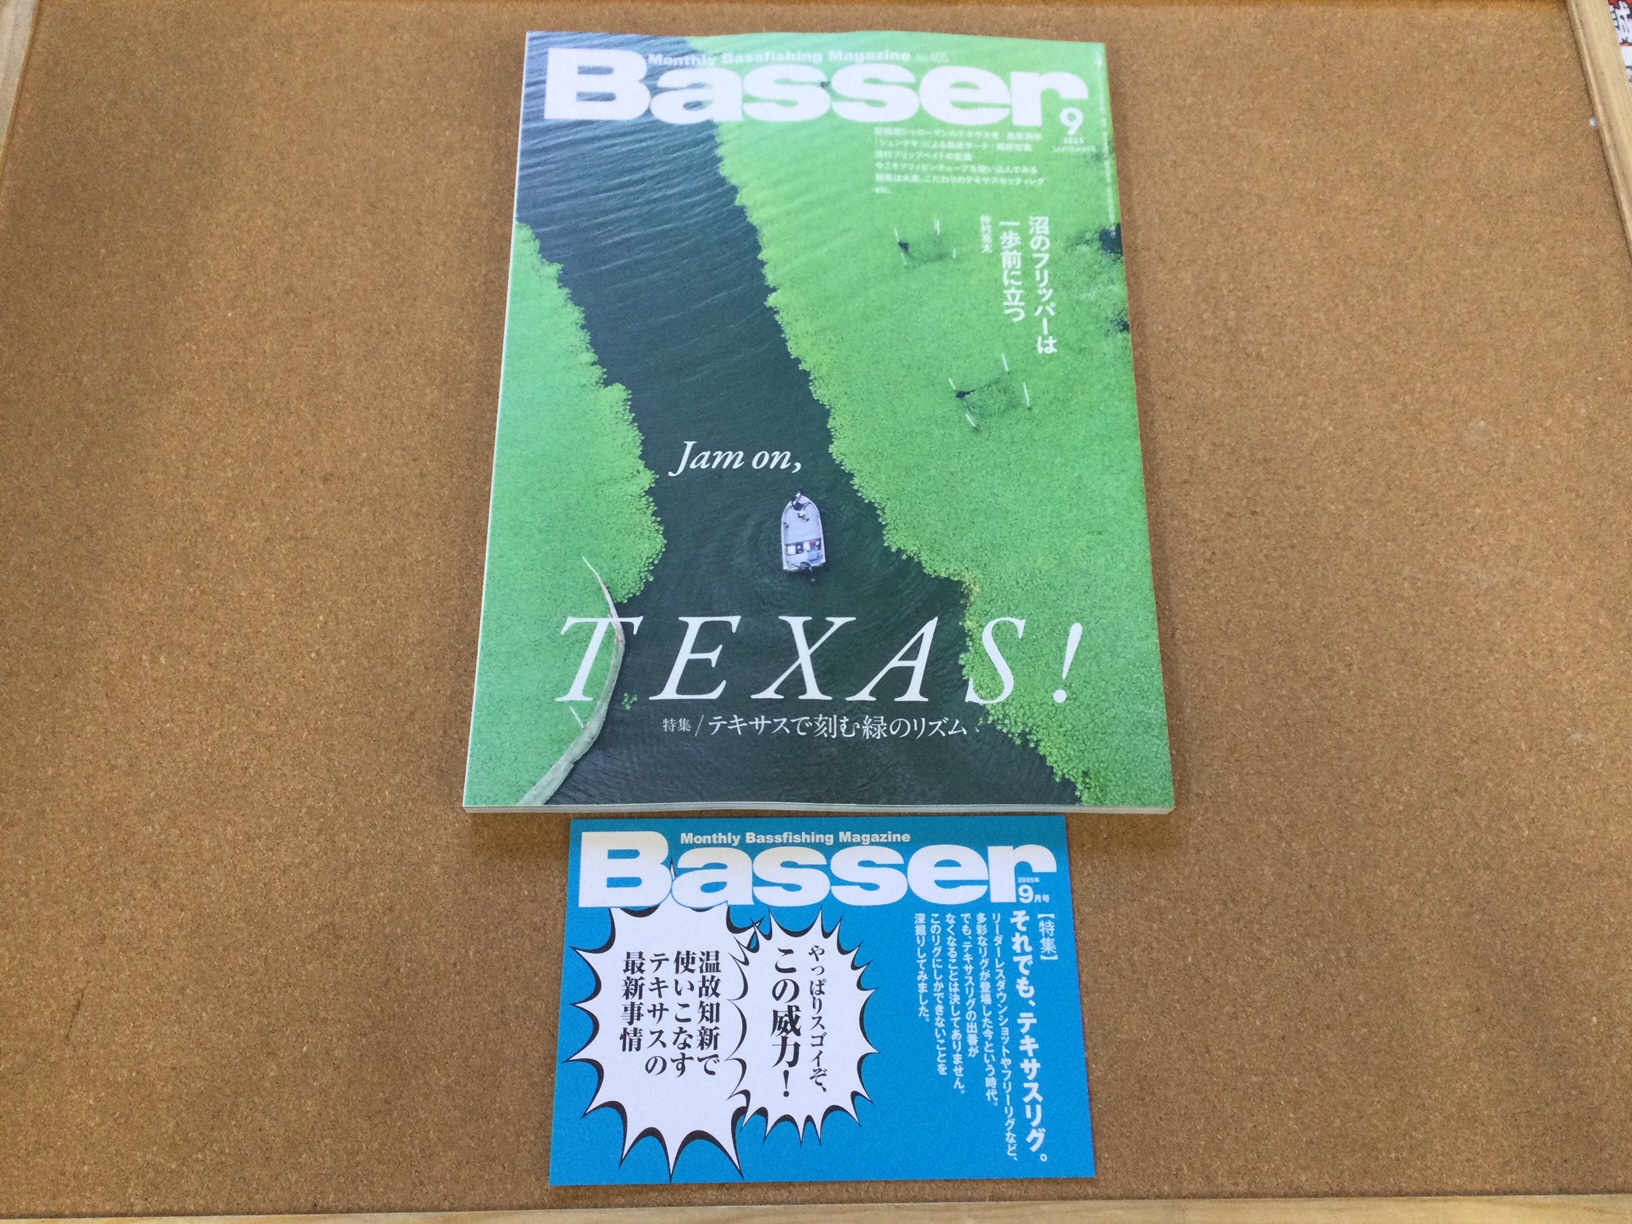 Monthly Bassfishing Magazine No.405
Basser
9
沼のフリッパーは
一歩前に立つ
Jam on,
TEXAS!
特集/テキサスで刻む緑のリズム
Monthly Bassfishing Magazine
Basser
9月号
【特集】
それでも、テキサスリグ。
リーダーレスダウンショットやフリーリグなど、
多彩なリグが登場した今という時代。
でも、テキサスリグの出番が
なくなることは決してありません。
このリグにしかできないことを
深掘りしてみました。
やっぱりスゴイぞ、
この威力!
温故知新で
使いこなす
テキサスの
最新事情